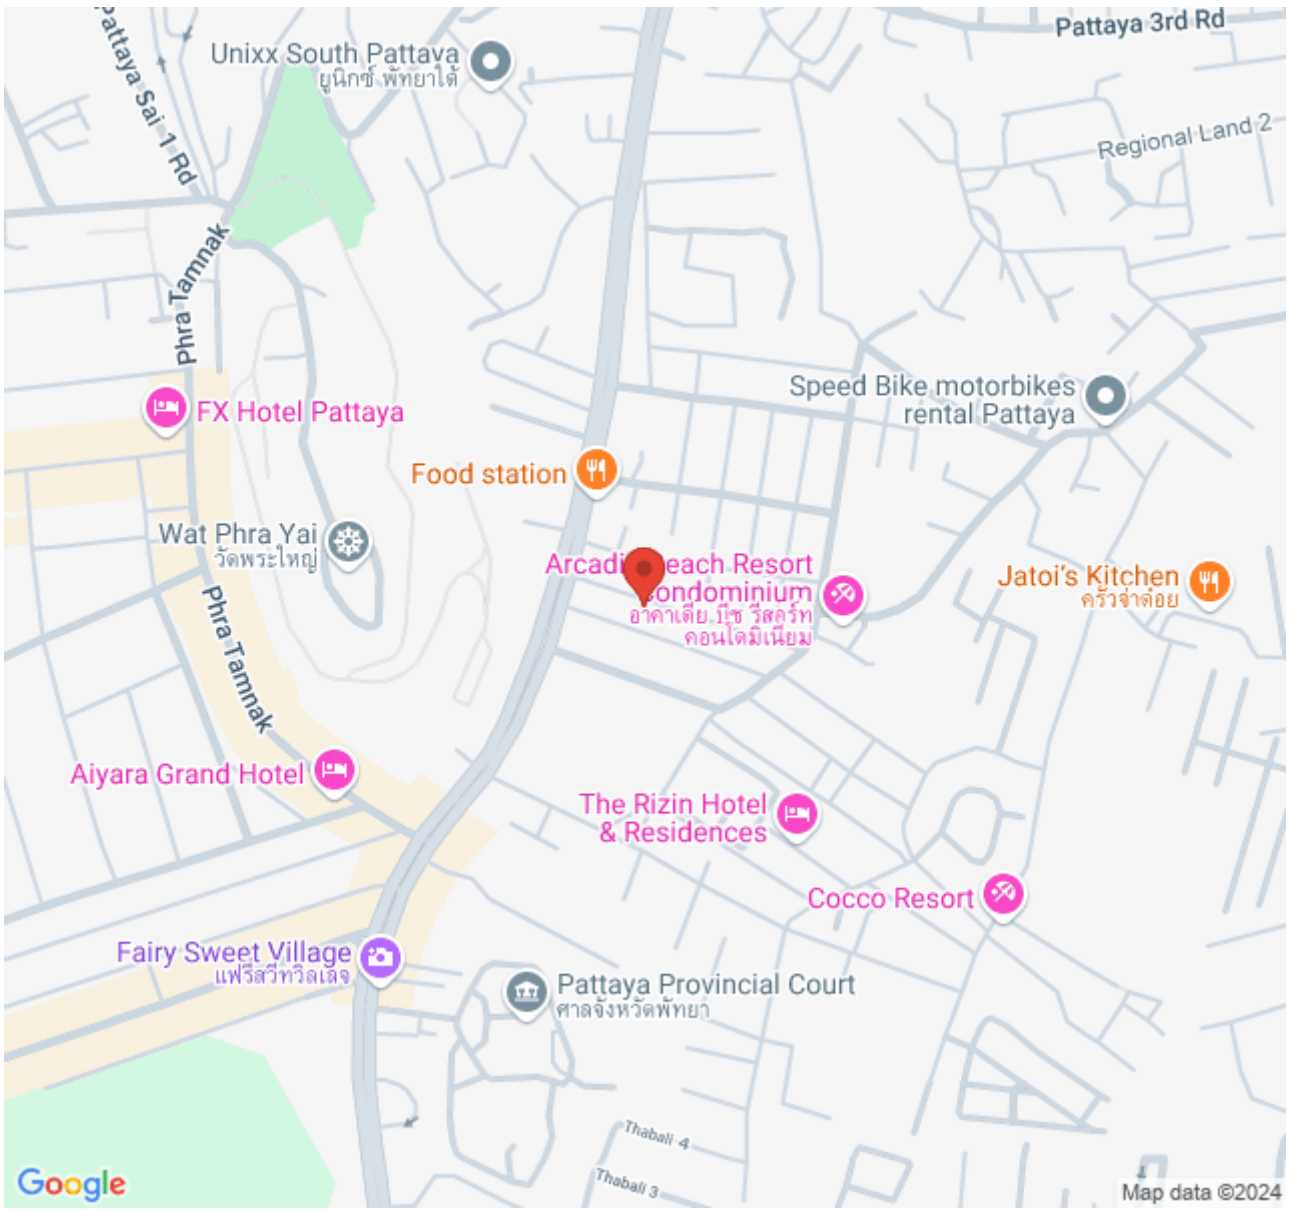 Pattaya 3rd Rd
Pattaya Sai 1 Rd
Unixx South Pattaya
ยูนิกซ์ พัทยาใต้
Regional Land 2
Phra Tamnak
FX Hotel Pattaya
Speed Bike motorbikes
rental Pattaya
Food station
Wat Phra Yai
วัดพระใหญ่
Beach Resort
อาคาเดีย บีช รีสอร์ท
คอนโดมิเนียม
Jatoi's Kitchen
ครัวจ่าต๋อย
Phra Tamnak
Aiyara Grand Hotel
The Rizin Hotel
& Residences
Cocco Resort
Fairy Sweet Village
แฟรี่สวีทวิลเลจ
Pattaya Provincial Court
ศาลจังหวัดพัทยา
Thabali 4
Thabali 3
Google
Map data ©2024